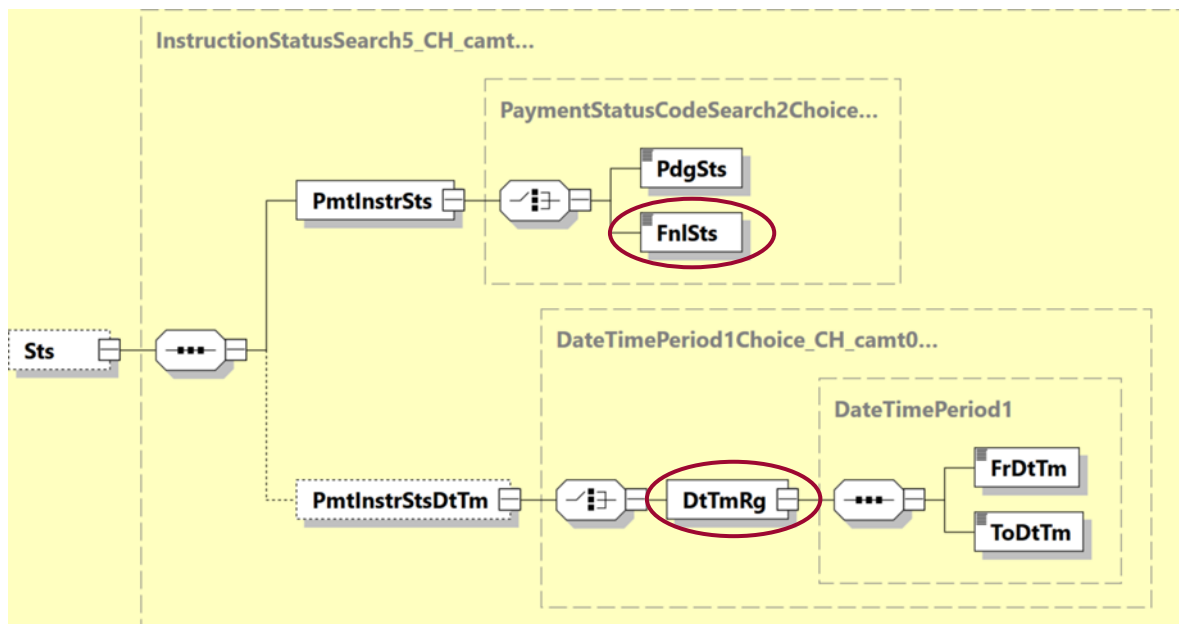 InstructionStatusSearch5_CH_camt...
PaymentStatusCodeSearch2Choice...
PdgSts
PmtInstrSts
FnlSts
Sts
DateTimePeriod1Choice_CH_camt0...
DateTimePeriod1
FrDtTm
PmtInstrStsDtTm
DtTmRg
ToDtTm